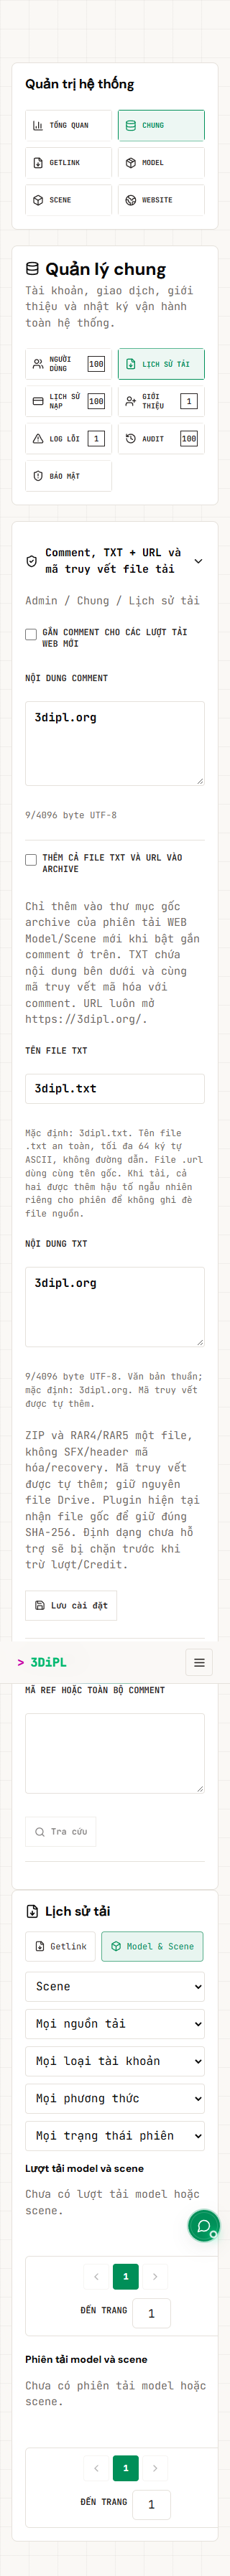 Quản trị hệ thống
TỔNG QUAN
CHUNG
GETLINK
MODEL
SCENE
WEBSITE
Quản lý chung
Tài khoản, giao dịch, giới
thiệu và nhật ký vận hành
toàn hệ thống.
NGƯỜI
DÙNG
100
LỊCH SỬ TẢI
LỊCH SỬ
NẠP
100
GIỚI
THIỆU
1
LOG LỖI
1
AUDIT
100
BẢO MẬT
Comment, TXT + URL và
mã truy vết file tải
Admin / Chung / Lịch sử tải
GẮN COMMENT CHO CÁC LƯỢT TẢI
WEB MỚI
NỘI DUNG COMMENT
3dipl.org
9/4096 byte UTF-8
THÊM CẢ FILE TXT VÀ URL VÀO
ARCHIVE
Chỉ thêm vào thư mục gốc
archive của phiên tải WEB
Model/Scene mới khi bật gắn
comment ở trên. TXT chứa
nội dung bên dưới và cùng
mã truy vết mã hóa với
comment. URL luôn mở
https://3dipl.org/.
TÊN FILE TXT
3dipl.txt
Mặc định: 3dipl.txt. Tên file
.txt an toàn, tối đa 64 ký tự
ASCII, không đường dẫn. File .url
dùng cùng tên gốc. Khi tải, cả
hai được thêm hậu tố ngẫu nhiên
riêng cho phiên để không ghi đè
file nguồn.
NỘI DUNG TXT
3dipl.org
9/4096 byte UTF-8. Văn bản thuần;
mặc định: 3dipl.org. Mã truy vết
được tự thêm.
ZIP và RAR4/RAR5 một file,
không SFX/header mã
hóa/recovery. Mã truy vết
được tự thêm; giữ nguyên
file Drive. Plugin hiện tại
nhận file gốc để giữ đúng
SHA-256. Định dạng chưa hỗ
trợ sẽ bị chặn trước khi
trừ lượt/Credit.
Lưu cài đặt
> 3DiPL
MÃ REF HOẶC TOÀN BỘ COMMENT
Tra cứu
Lịch sử tải
Getlink
Model & Scene
Scene
Mọi nguồn tải
Mọi loại tài khoản
Mọi phương thức
Mọi trạng thái phiên
Lượt tải model và scene
Chưa có lượt tải model hoặc
scene.
1
ĐẾN TRANG
1
Phiên tải model và scene
Chưa có phiên tải model hoặc
scene.
1
ĐẾN TRANG
1